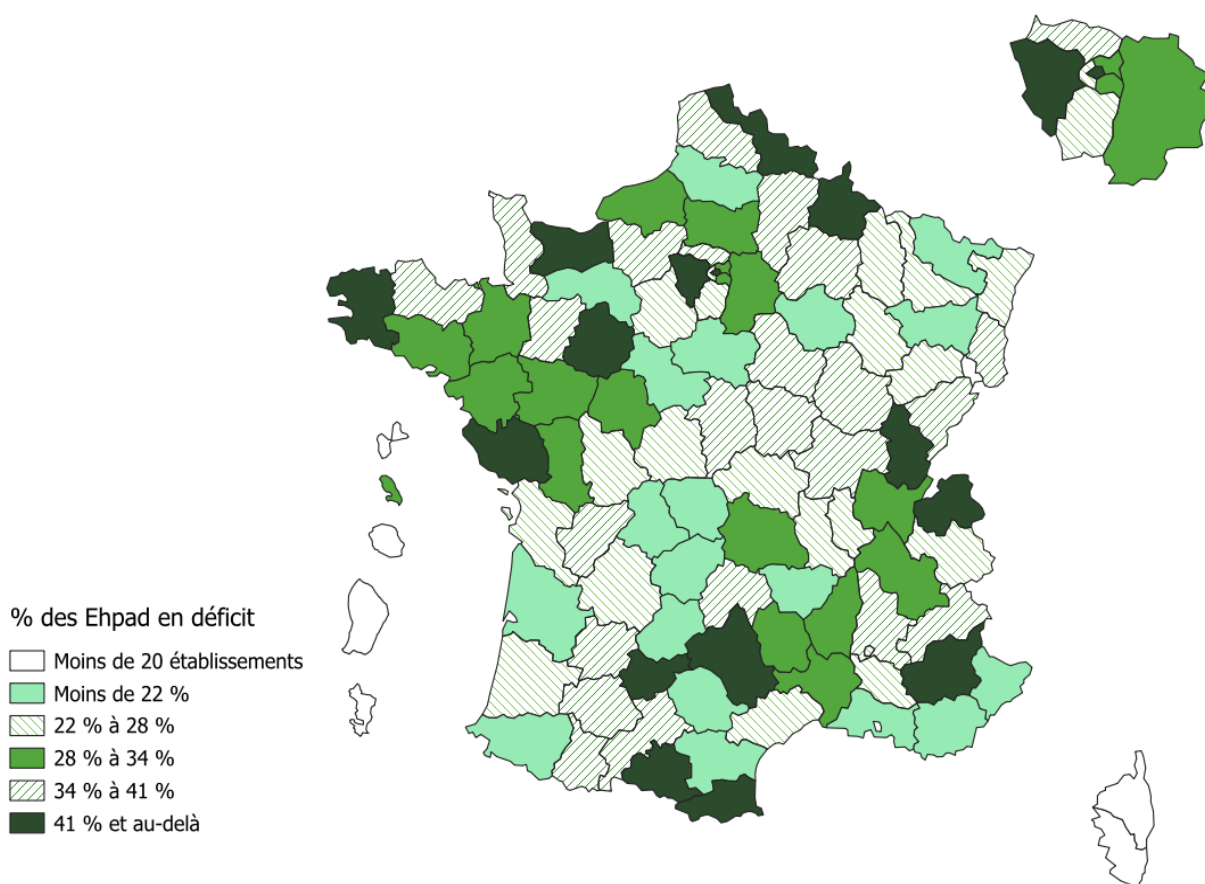 % des Ehpad en déficit
Moins de 20 établissements
Moins de 22 %
22 % à 28 %
28 % à 34 %
34 % à 41 %
41 % et au-delà